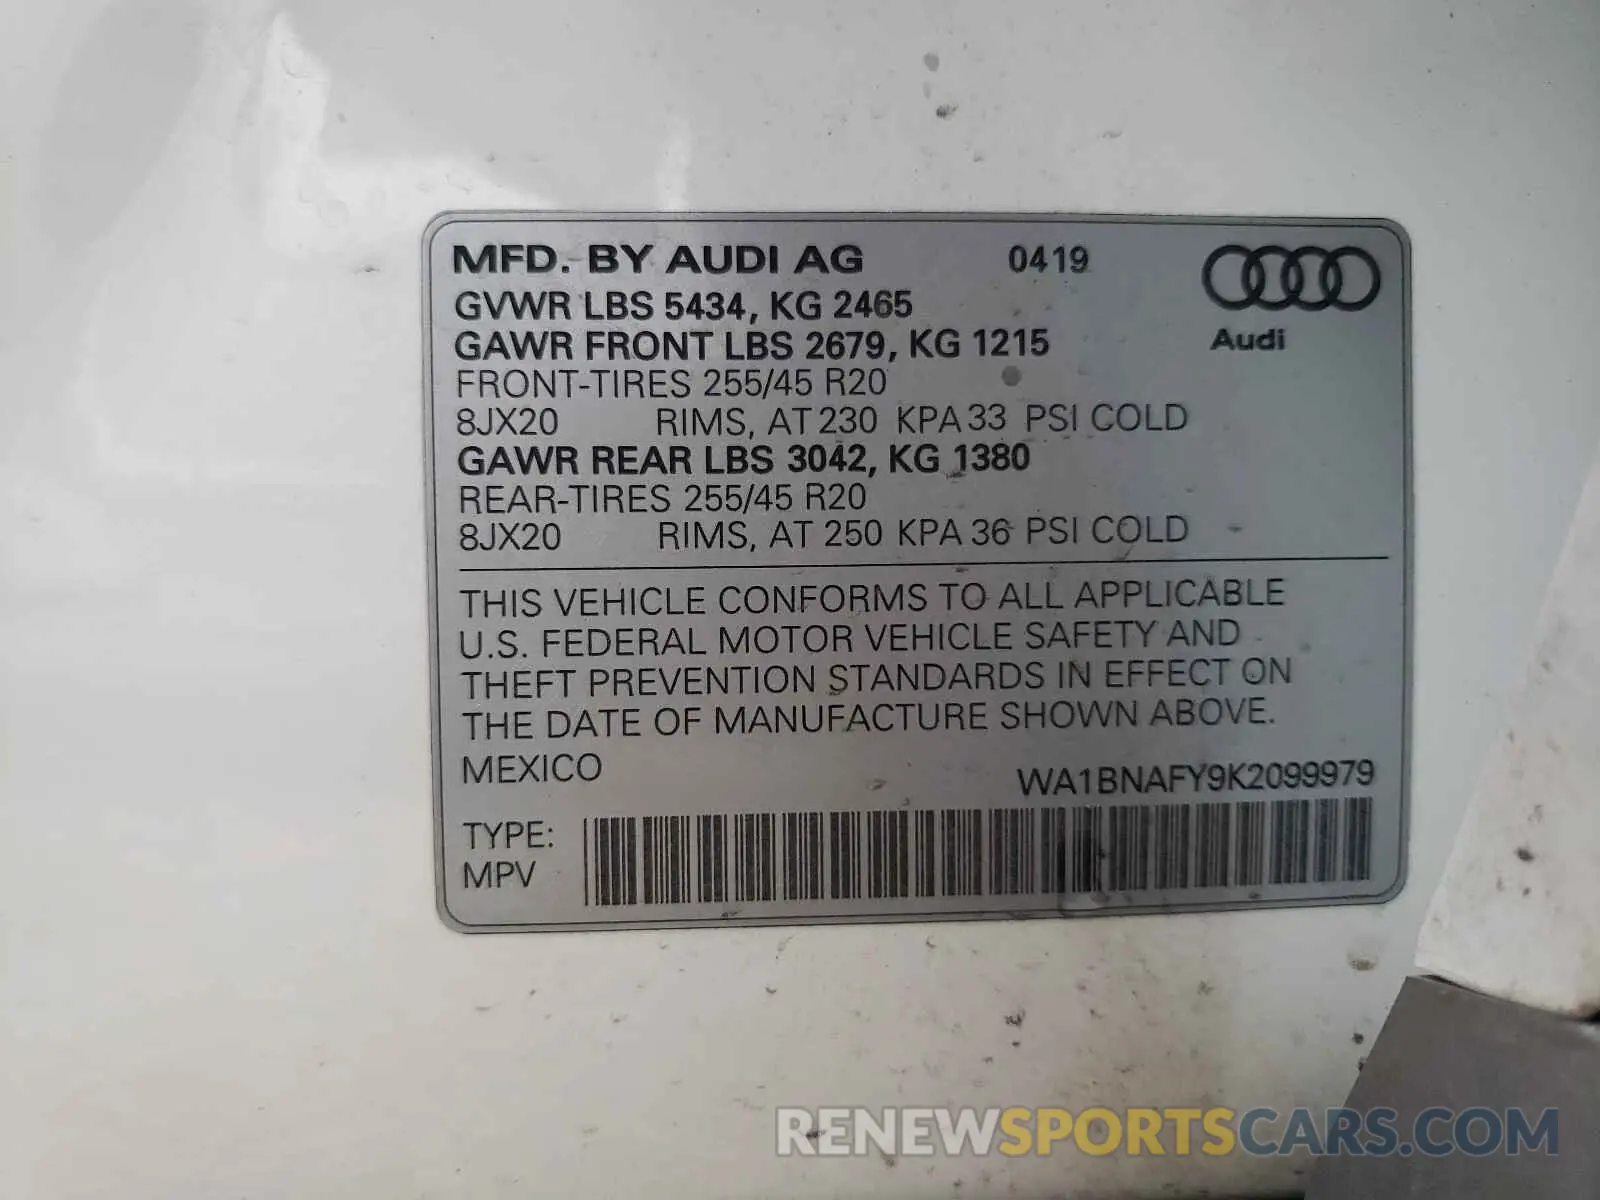 MFD. BY AUDI AG 0419
GVWR LBS 5434, KG 2465
GAWR FRONT LBS 2679, KG 1215
Audi
FRONT-TIRES 255/45 R20
8JX20 RIMS, AT 230 KPA 33 PSI COLD
GAWR REAR LBS 3042, KG 1380
REAR-TIRES 255/45 R20
8JX20 RIMS, AT 250 KPA 36 PSI COLD
THIS VEHICLE CONFORMS TO ALL APPLICABLE
U.S. FEDERAL MOTOR VEHICLE SAFETY AND
THEFT PREVENTION STANDARDS IN EFFECT ON
THE DATE OF MANUFACTURE SHOWN ABOVE.
MEXICO WA1BNAFY9K2099979
TYPE:
MPV
RENEWSPORTSCARS.COM